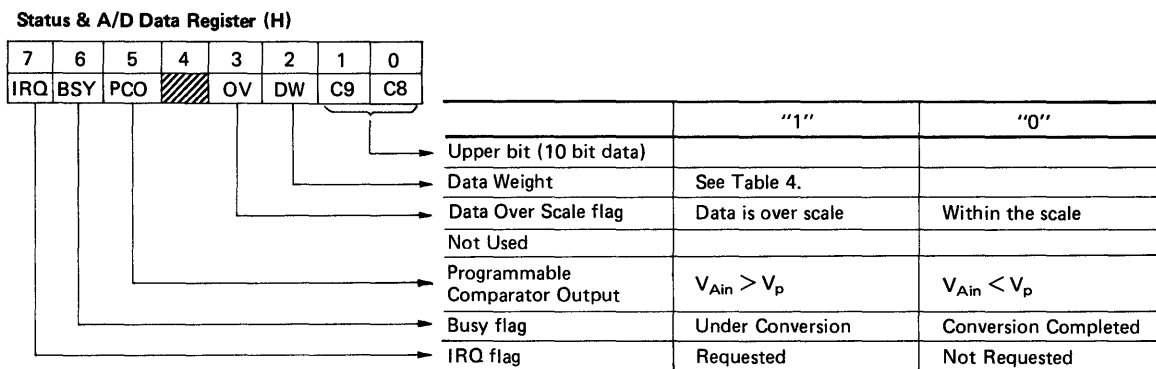 Status & A/D Data Register (H)
7 6 5 4 3 2 1 0
IRQ BSY PCO OV DW C9 C8
"1" "0"
Upper bit (10 bit data)
Data Weight See Table 4.
Data Over Scale flag Data is over scale Within the scale
Not Used
Programmable
Comparator Output V_Ain > V_p V_Ain < V_p
Busy flag Under Conversion Conversion Completed
IRQ flag Requested Not Requested